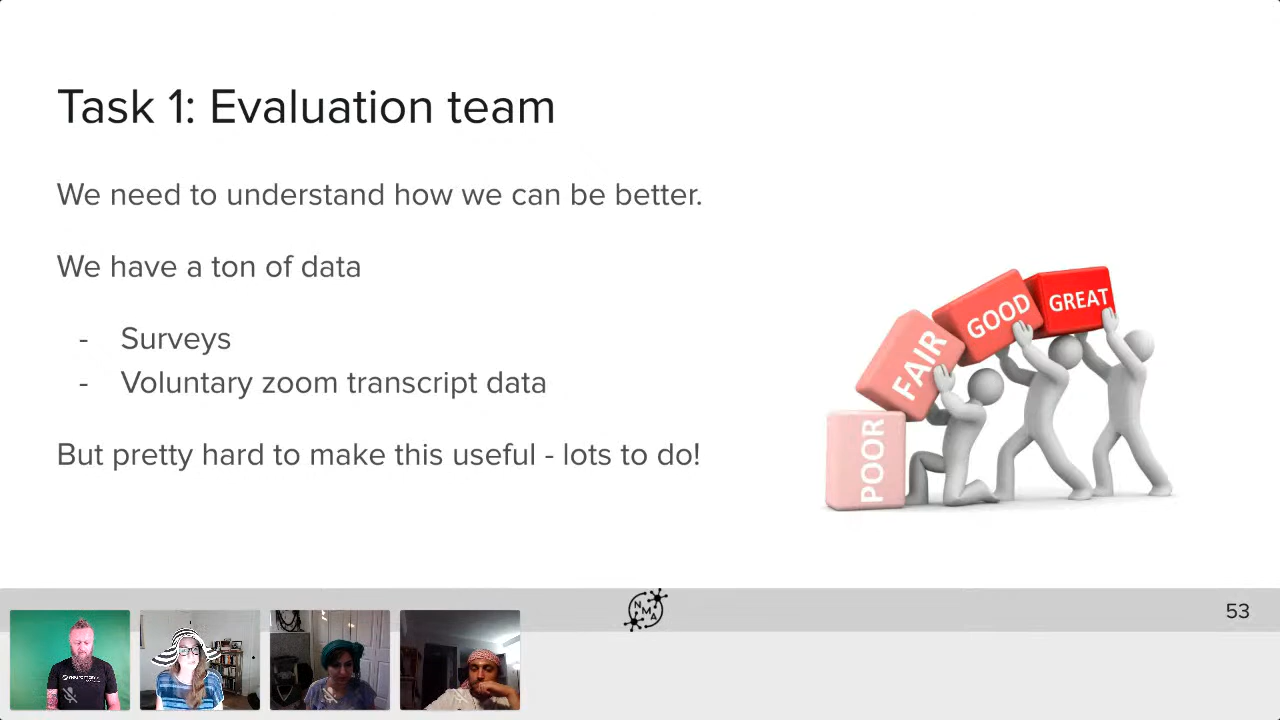 Task 1: Evaluation team
We need to understand how we can be better.
We have a ton of data
- Surveys
- Voluntary zoom transcript data
But pretty hard to make this useful - lots to do!
POOR
FAIR
GOOD
GREAT
NMA
53